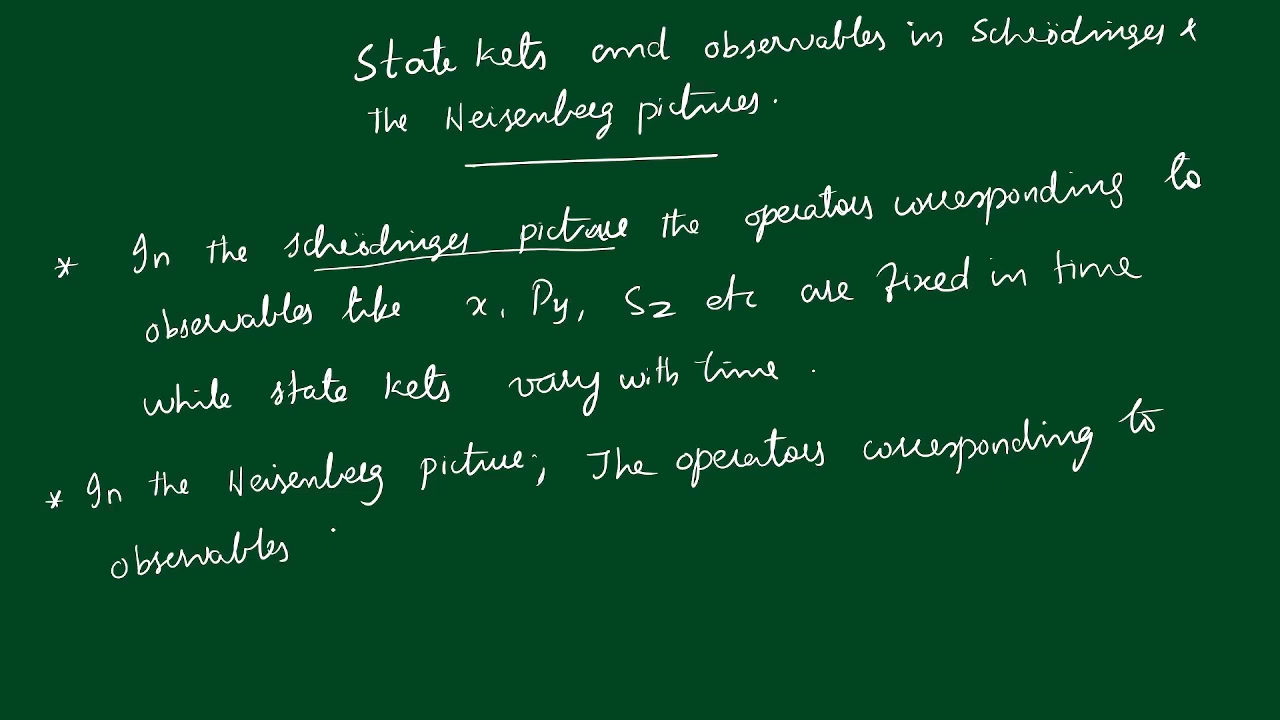 State kets and observables in Schrödinger &
the Heisenberg pictures.
* In the Schrödinger picture the operators corresponding to
observables like x, Py, Sz etc are fixed in time
while state kets vary with time.
* In the Heisenberg picture, The operators corresponding to
observables